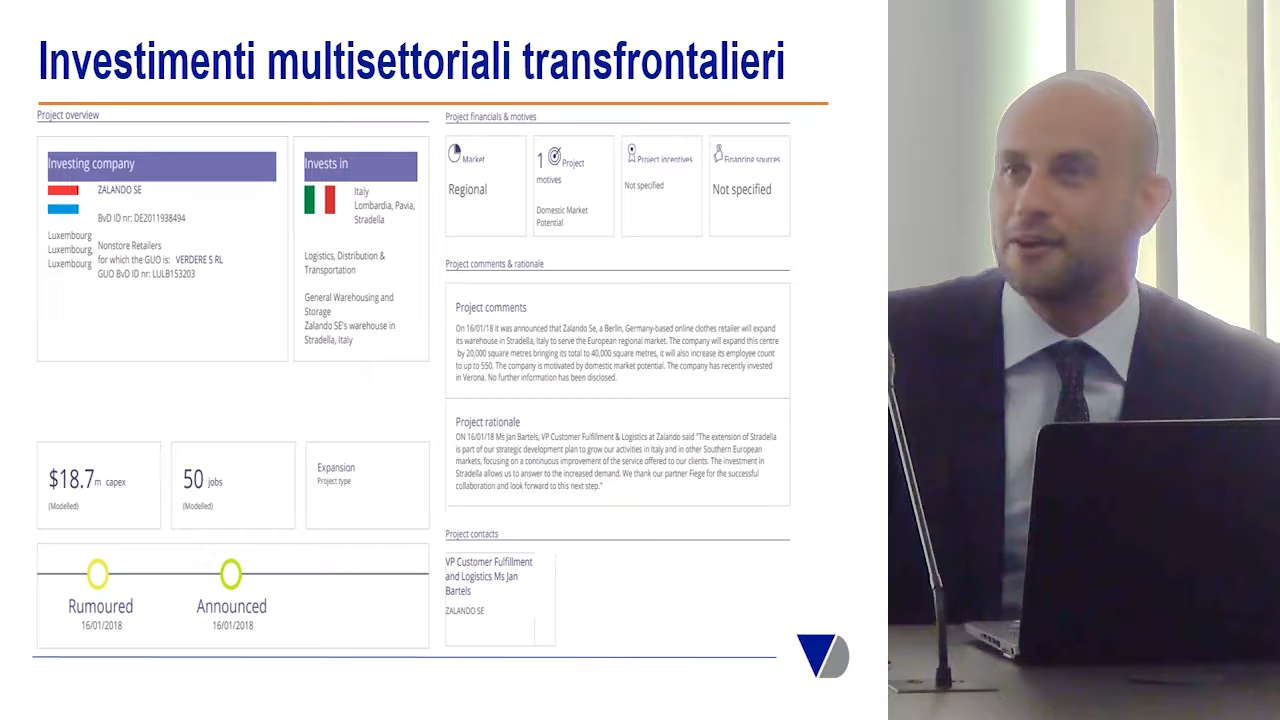 Investimenti multisettoriali transfrontalieri
Project overview
Investing company
ZALANDO SE
BvD ID nr: DE2011938494
Luxembourg
Luxembourg,
Luxembourg
Nonstore Retailers
for which the GUO is: VERDERE S RL
GUO BvD ID nr: LULB153203
Invests in
Italy
Lombardia, Pavia,
Stradella
Logistics, Distribution &
Transportation
General Warehousing and
Storage
Zalando SE's warehouse in
Stradella, Italy
$18.7m capex
(Modelled)
50 jobs
(Modelled)
Expansion
Project type
Rumoured
16/01/2018
Announced
16/01/2018
Project financials & motives
Market
Regional
1 Project
motives
Domestic Market
Potential
Project incentives
Not specified
Financing sources
Not specified
Project comments & rationale
Project comments
On 16/01/18 it was announced that Zalando Se, a Berlin, Germany-based online clothes retailer will expand
its warehouse in Stradella, Italy to serve the European regional market. The company will expand this centre
by 20,000 square metres bringing its total to 40,000 square metres, it will also increase its employee count
to up to 550. The company is motivated by domestic market potential. The company has recently invested
in Verona. No further information has been disclosed.
Project rationale
ON 16/01/18 Ms Jan Bartels, VP Customer Fulfillment & Logistics at Zalando said "The extension of Stradella
is part of our strategic development plan to grow our activities in Italy and in other Southern European
markets, focusing on a continuous improvement of the service offered to our clients. The investment in
Stradella allows us to answer to the increased demand. We thank our partner Fiege for the successful
collaboration and look forward to this next step."
Project contacts
VP Customer Fulfillment
and Logistics Ms Jan
Bartels
ZALANDO SE